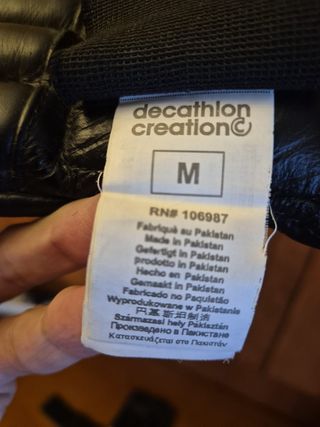 decathlon
creation©
M
RN# 106987
Fabriqué au Pakistan
Made in Pakistan
Gefertigt in Pakistan
prodotto in Pakistan
Hecho en Pakistan
Gemaakt in Pakistan
Fabricado no Paquistão
Wyprodukowane w Pakistanie
巴基斯坦制造
Származási hely Pakisztán
Произведено в Пакистане
Κατασκευάζεται στο Πακιστάν